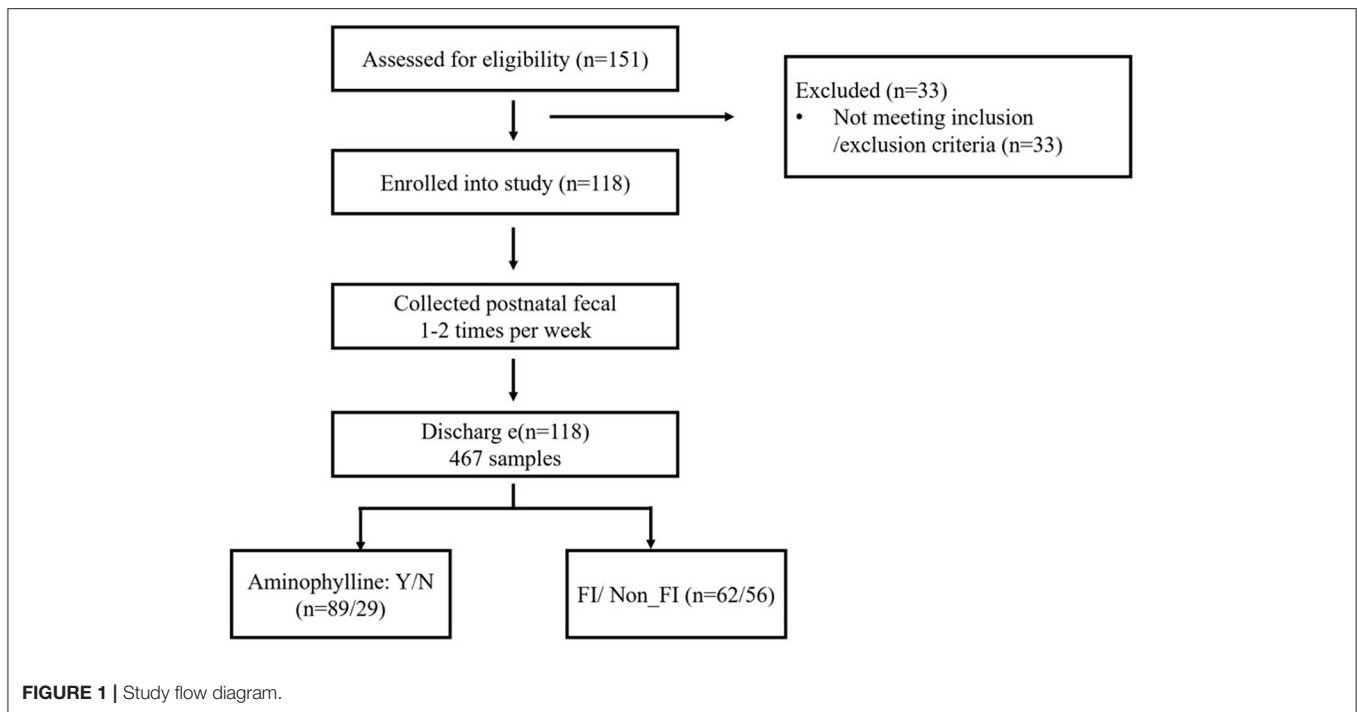 Assessed for eligibility (n=151)
Excluded (n=33)
• Not meeting inclusion
/exclusion criteria (n=33)
Enrolled into study (n=118)
Collected postnatal fecal
1-2 times per week
Discharg e(n=118)
467 samples
Aminophylline: Y/N
(n=89/29)
FI/ Non_FI (n=62/56)
FIGURE 1 | Study flow diagram.